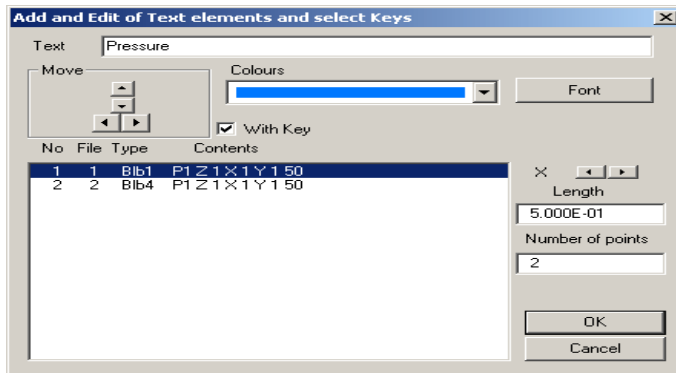 Add and Edit of Text elements and select Keys
Text Pressure
Move Colours
Font
With Key
No File Type Contents
1 1 Blb1 P1 Z 1 X 1 Y 1 50
2 2 Blb4 P1 Z 1 X 1 Y 1 50
X
Length
5.000E-01
Number of points
2
OK
Cancel